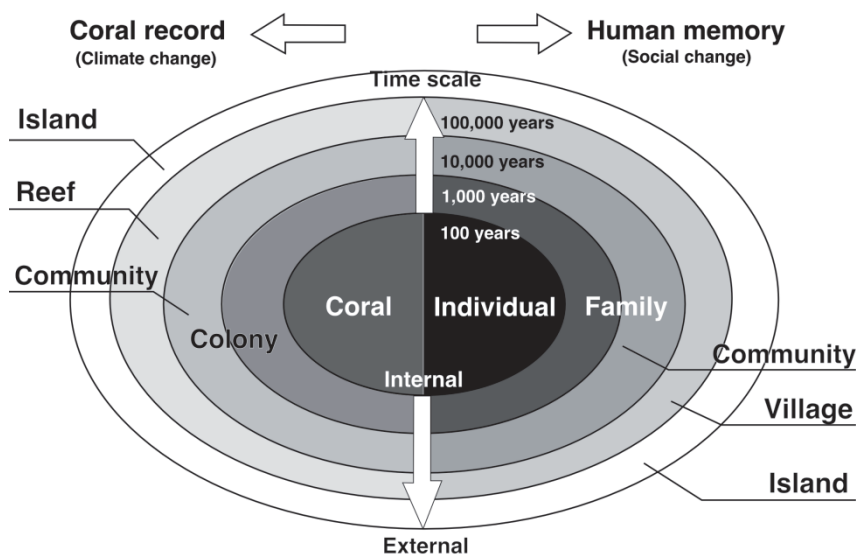 Coral record
(Climate change)
Human memory
(Social change)
Time scale
Island
100,000 years
Reef
10,000 years
1,000 years
100 years
Community
Coral
Individual
Family
Colony
Community
Internal
Village
Island
External